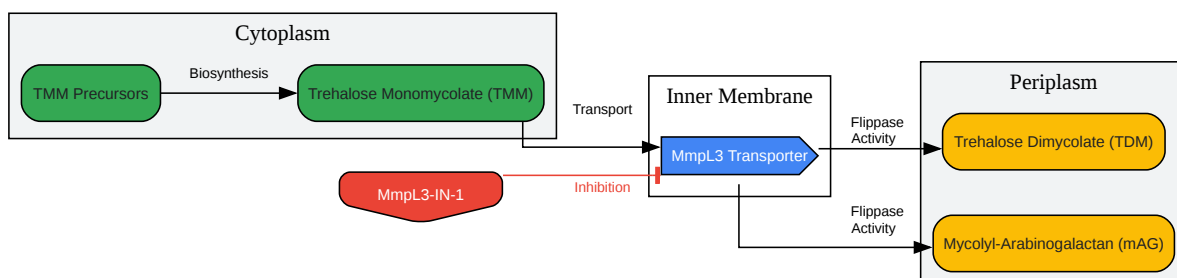 Cytoplasm
TMM Precursors
Biosynthesis
Trehalose Monomycolate (TMM)
Transport
Inner Membrane
MmpL3 Transporter
MmpL3-IN-1
Inhibition
Flippase
Activity
Flippase
Activity
Periplasm
Trehalose Dimycolate (TDM)
Mycolyl-Arabinogalactan (mAG)